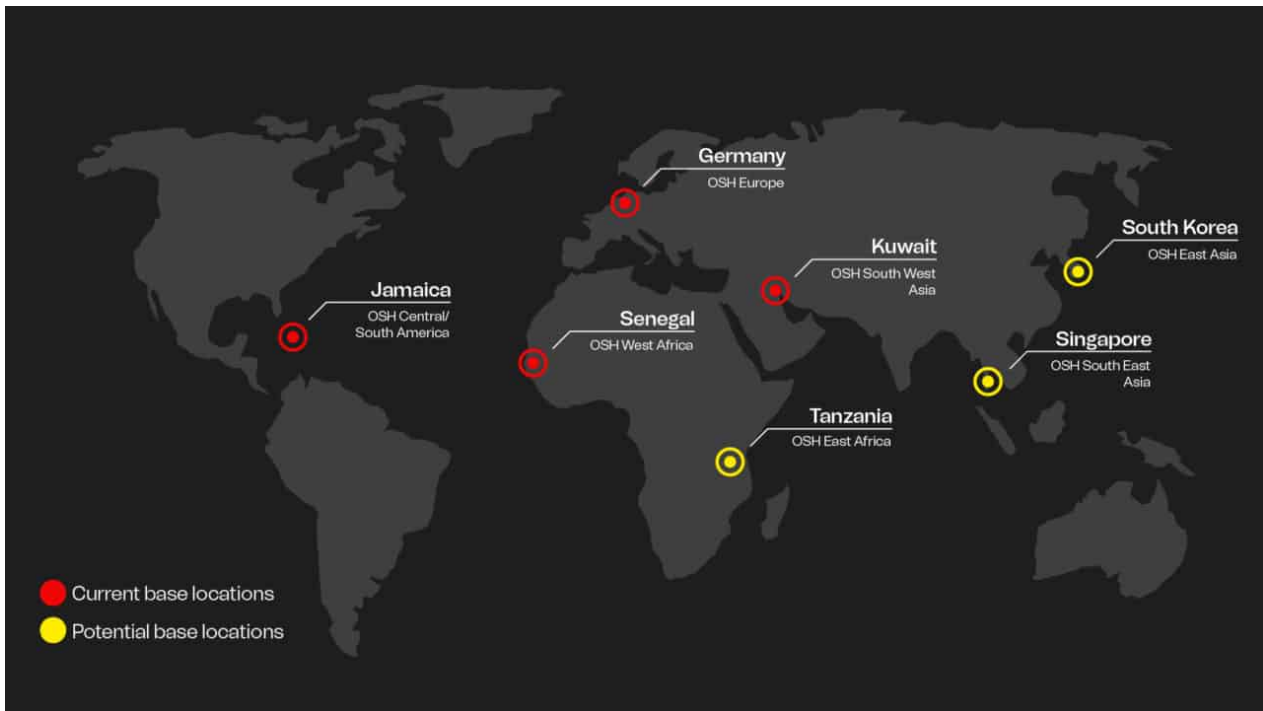 Germany
OSH Europe
South Korea
OSH East Asia
Kuwait
OSH South West
Asia
Jamaica
OSH Central/
South America
Senegal
OSH West Africa
Singapore
OSH South East
Asia
Tanzania
OSH East Africa
Current base locations
Potential base locations